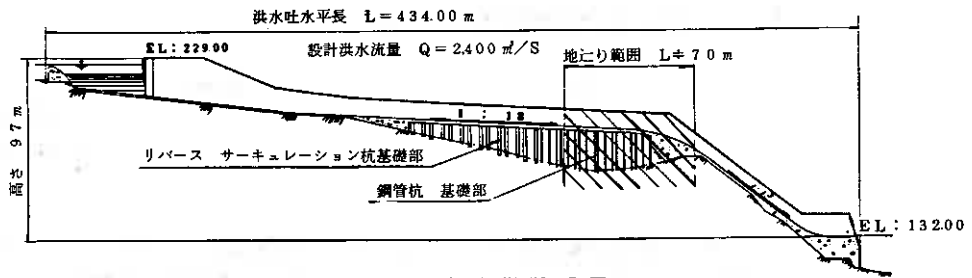 洪水吐水平長 L=434.00 m
EL:229.00
設計洪水流量 Q=2,400 ㎥/S
地辷り範囲 L≒70 m
高さ 97m
1 : 18
リバース サーキュレーション杭基礎部
鋼管杭 基礎部
EL:132.00